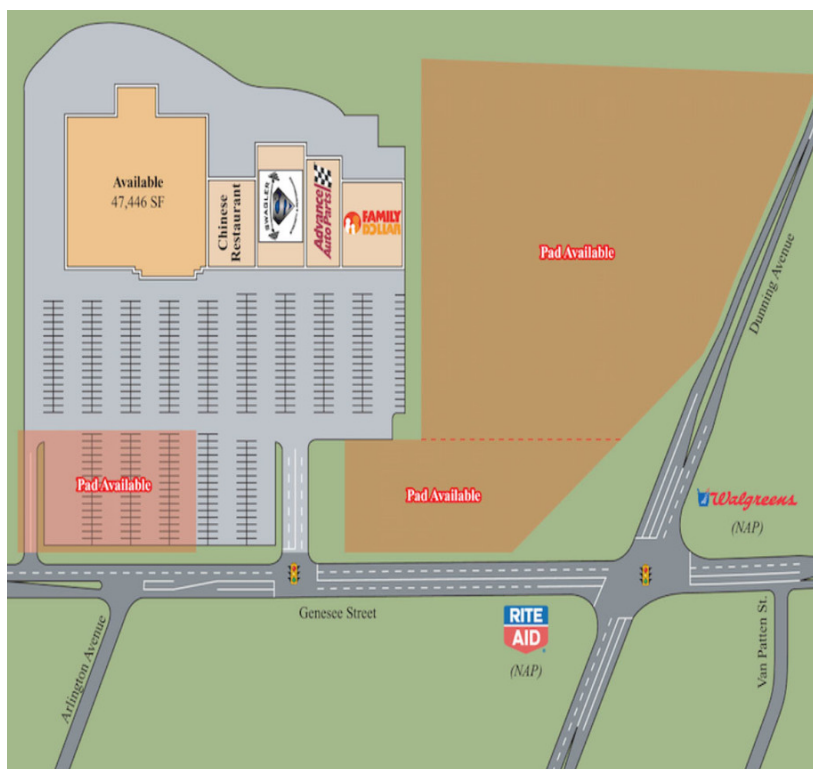 Available
47,446 SF
Chinese
Restaurant
SWAGLER
Advance
Auto Parts
FAMILY
DOLLAR
Pad Available
Dunning Avenue
Pad Available
Pad Available
Walgreens
(NAP)
Genesee Street
RITE
AID
(NAP)
Arlington Avenue
Van Patten St.